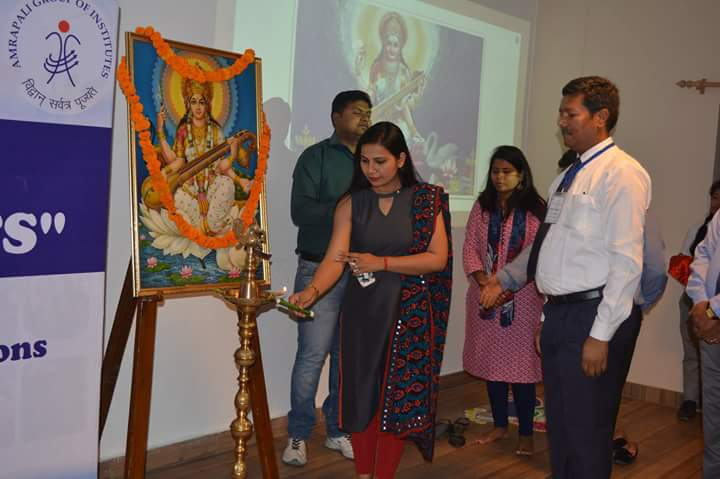 AMRAPALI GROUP OF INSTITUTES
विद्वान् सर्वत्र पूज्यते
S"
ons